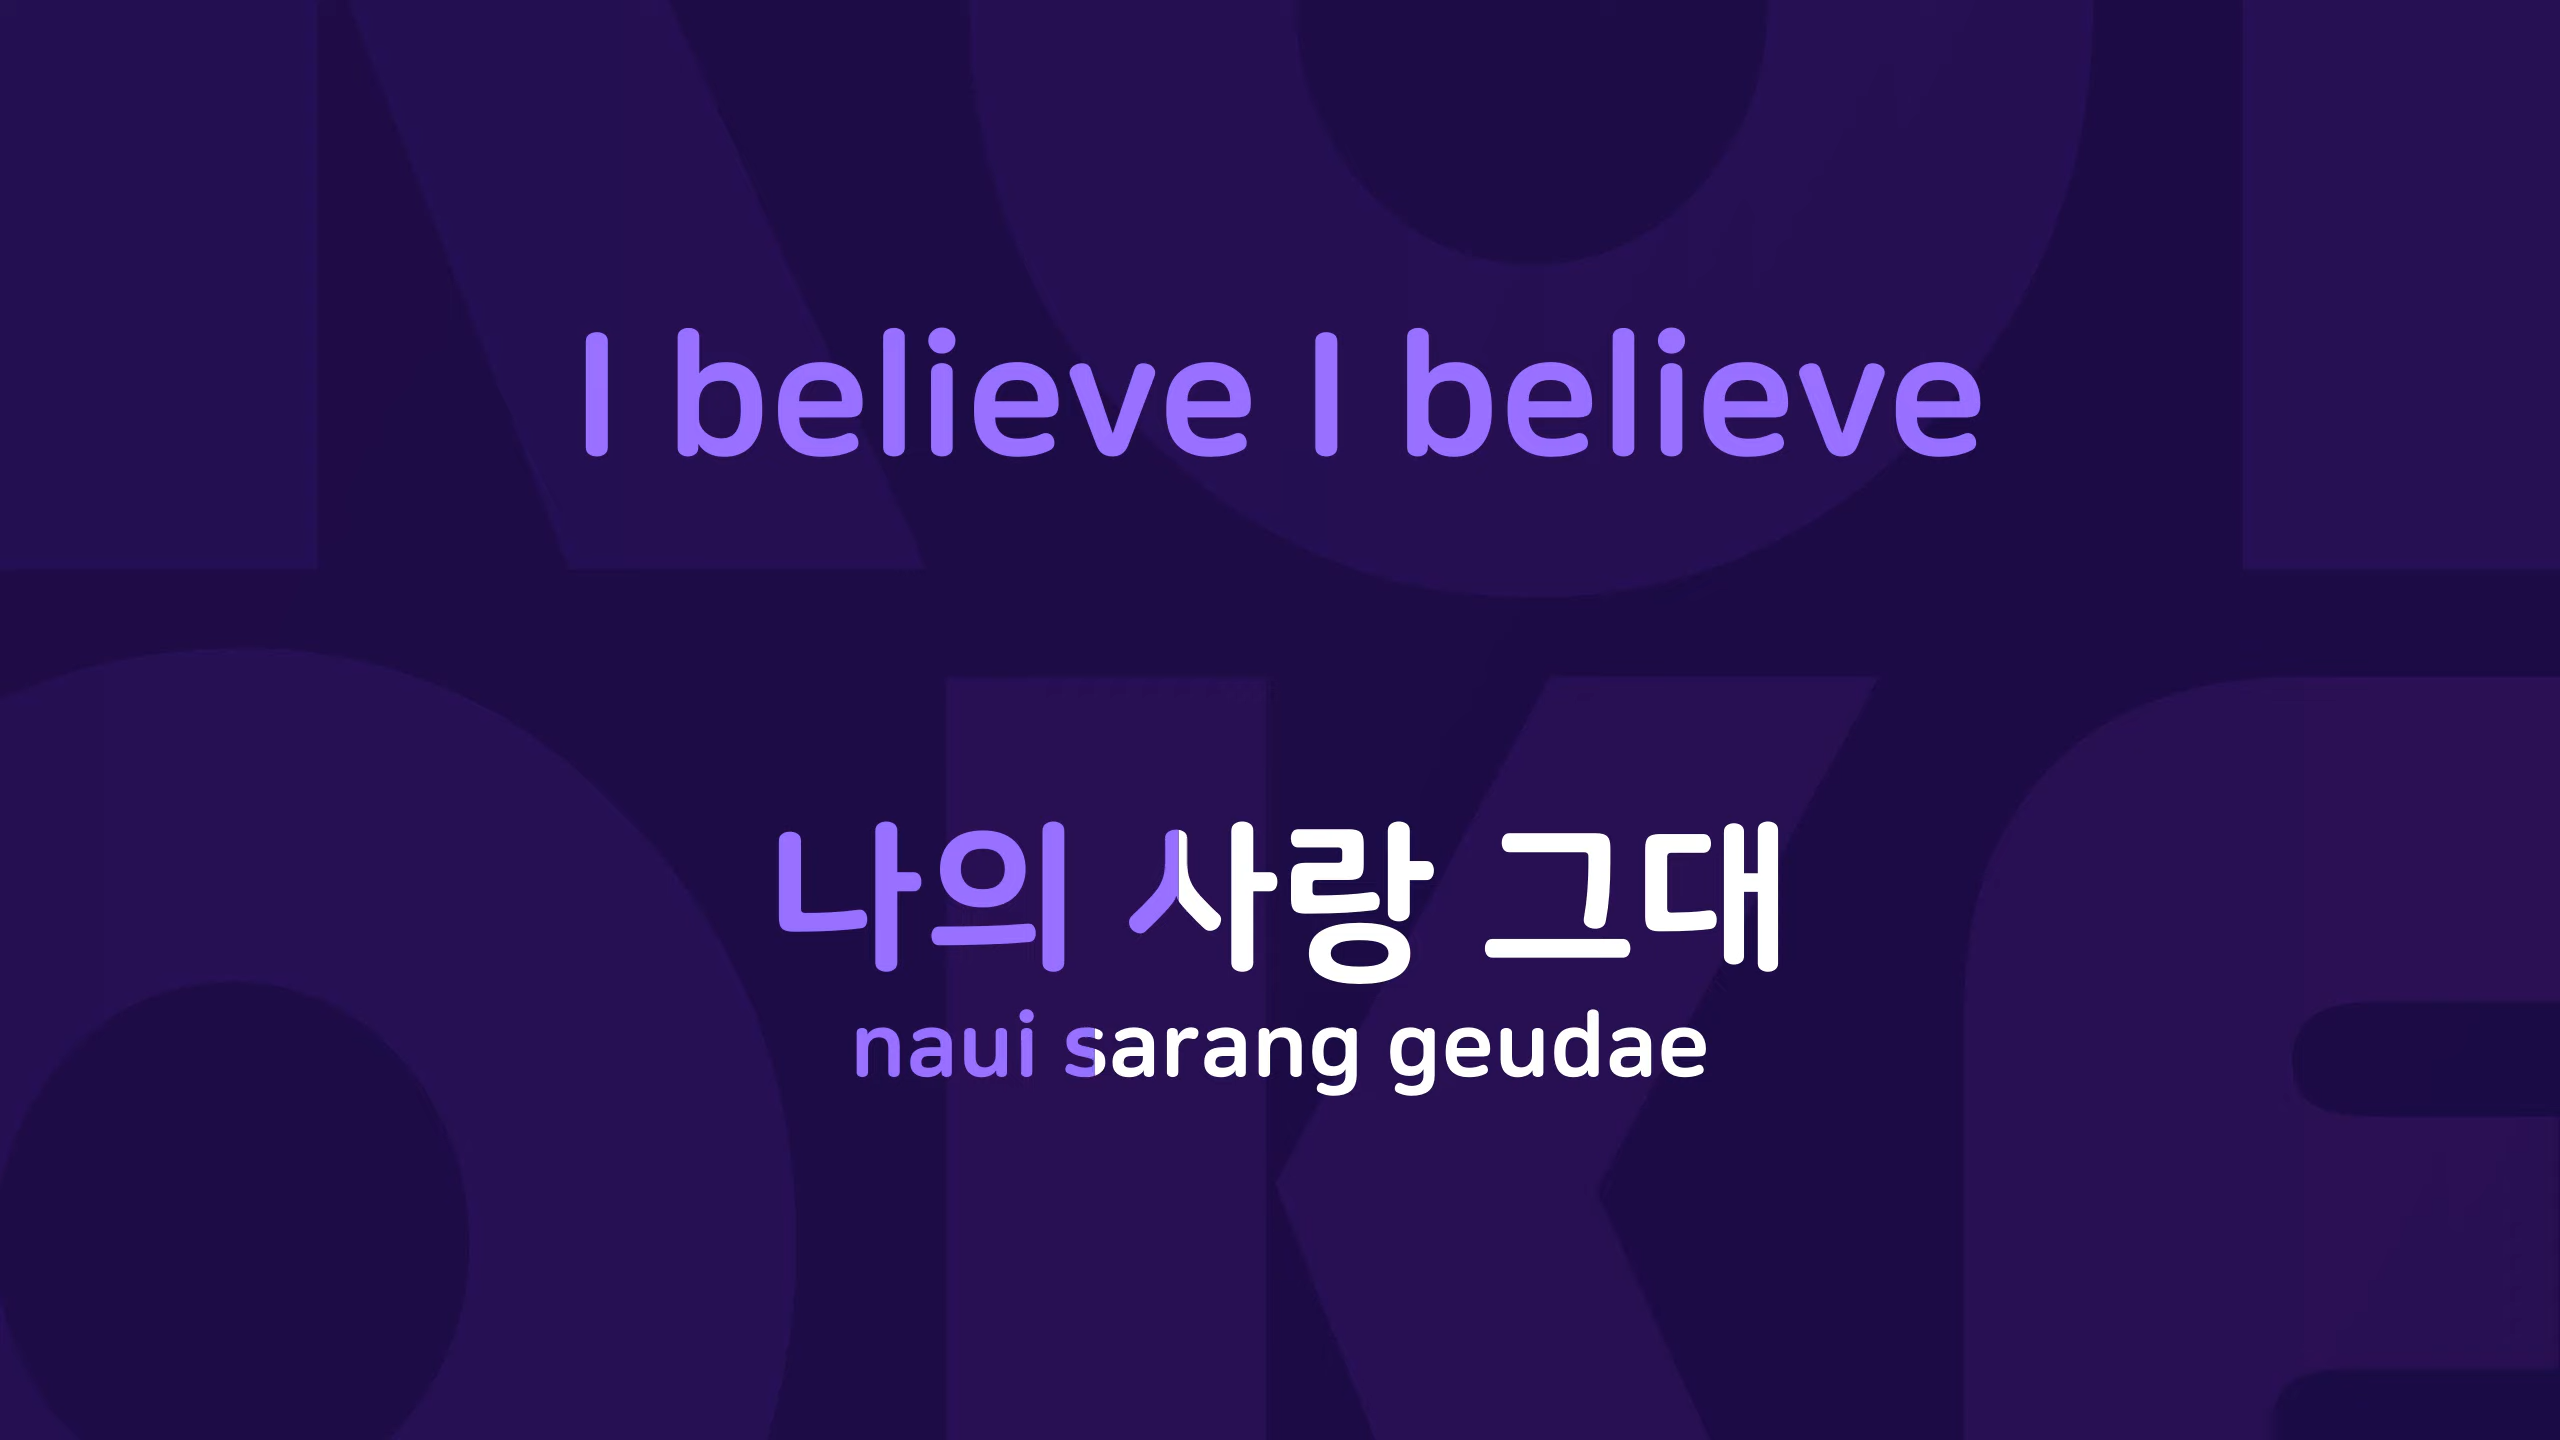 I believe I believe
나의 사랑 그대
naui sarang geudae